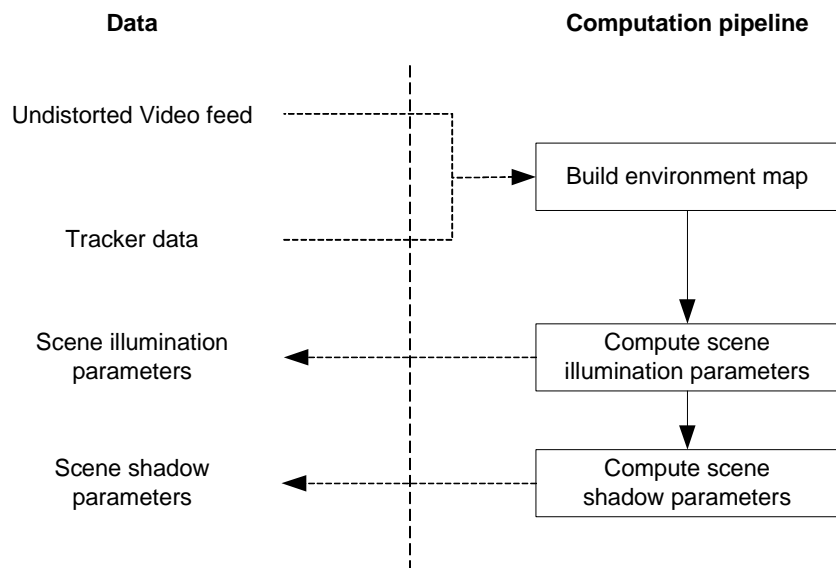 Data
Computation pipeline
Undistorted Video feed
Build environment map
Tracker data
Scene illumination
parameters
Compute scene
illumination parameters
Scene shadow
parameters
Compute scene
shadow parameters